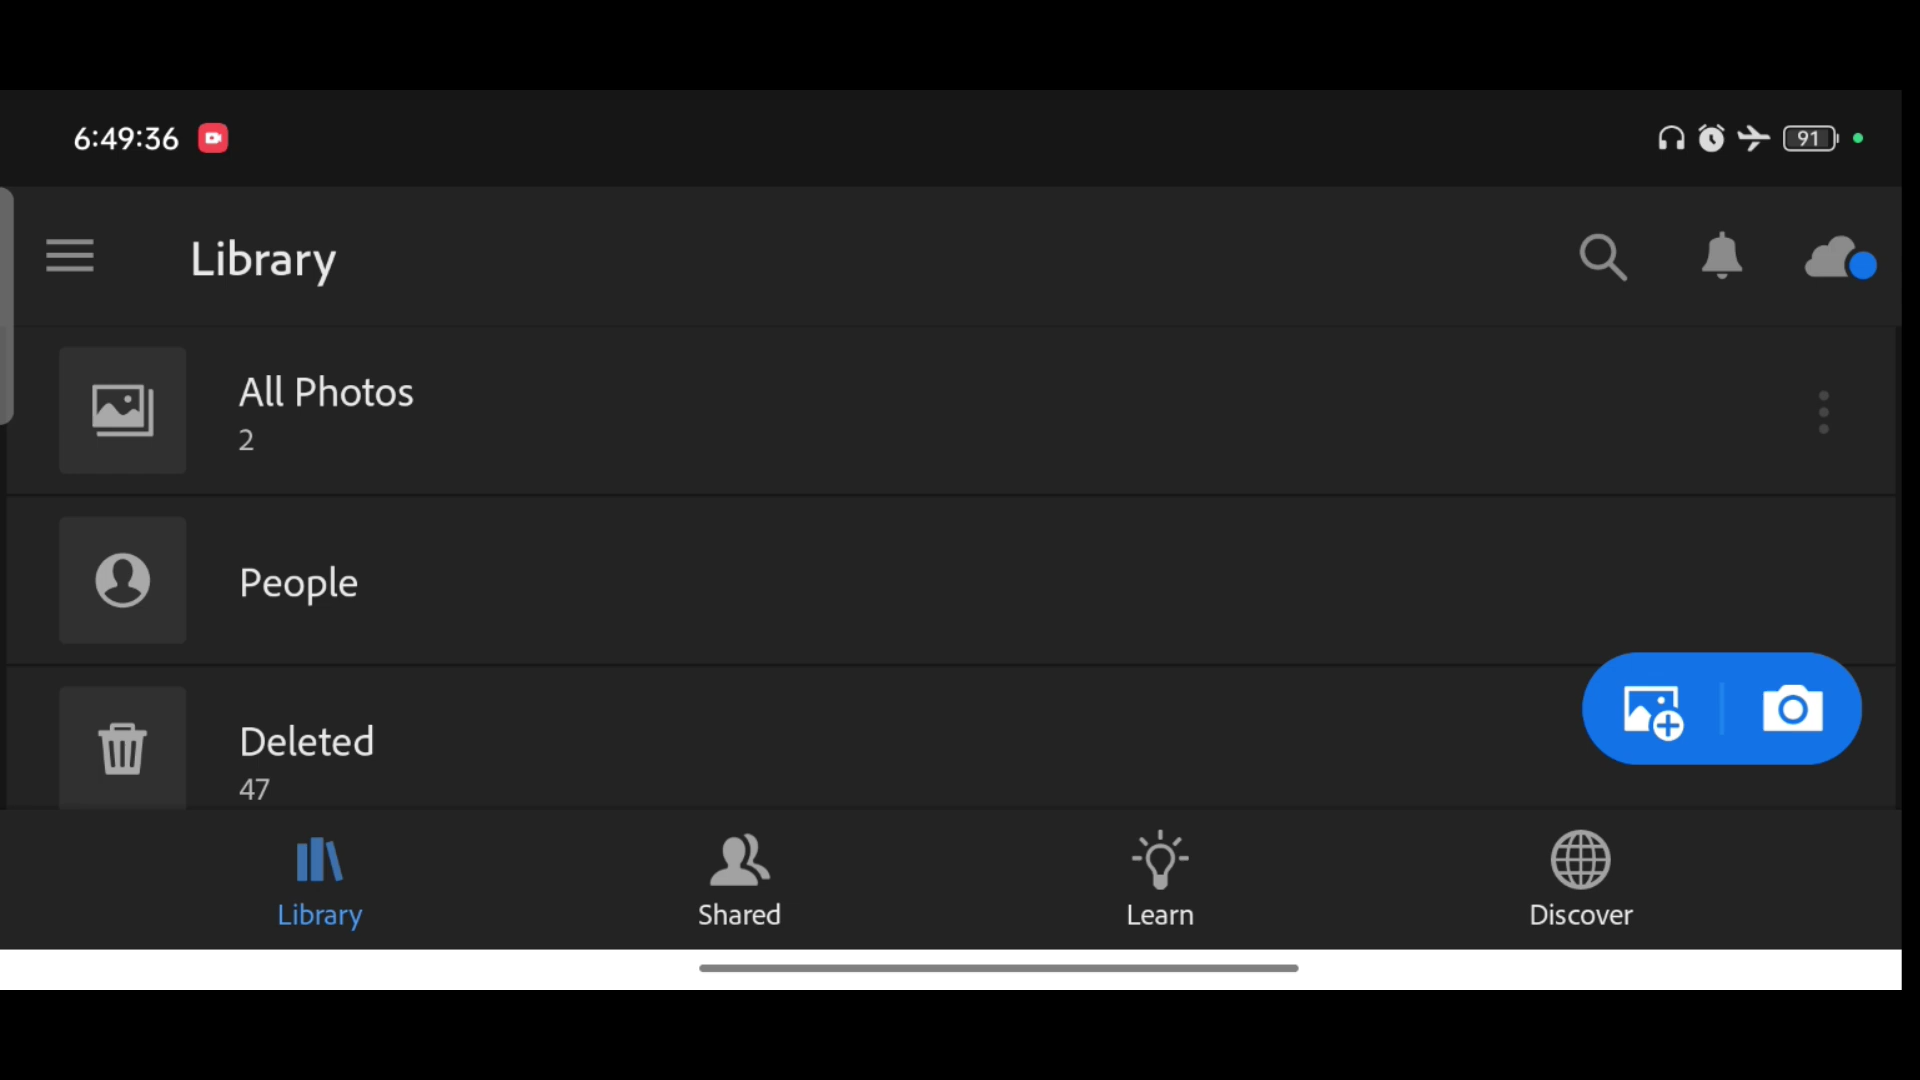 6:49:36
91
Library
All Photos
2
People
Deleted
47
Library
Shared
Learn
Discover